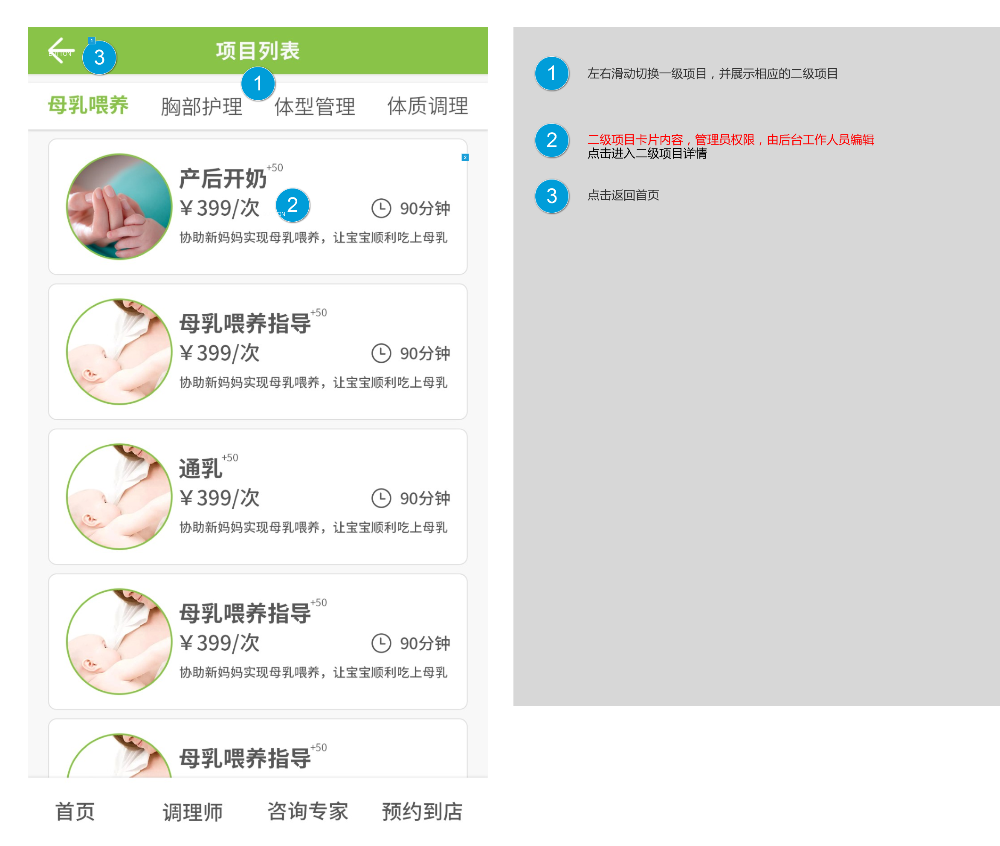 BUTTON
1
3
项目列表
1
母乳喂养 胸部护理 体型管理 体质调理
2
产后开奶+50
￥399/次
2
ON
90分钟
协助新妈妈实现母乳喂养，让宝宝顺利吃上母乳
母乳喂养指导+50
￥399/次 90分钟
协助新妈妈实现母乳喂养，让宝宝顺利吃上母乳
通乳+50
￥399/次 90分钟
协助新妈妈实现母乳喂养，让宝宝顺利吃上母乳
母乳喂养指导+50
￥399/次 90分钟
协助新妈妈实现母乳喂养，让宝宝顺利吃上母乳
母乳喂养指导+50
首页 调理师 咨询专家 预约到店
1 左右滑动切换一级项目，并展示相应的二级项目
2 二级项目卡片内容，管理员权限，由后台工作人员编辑
点击进入二级项目详情
3 点击返回首页